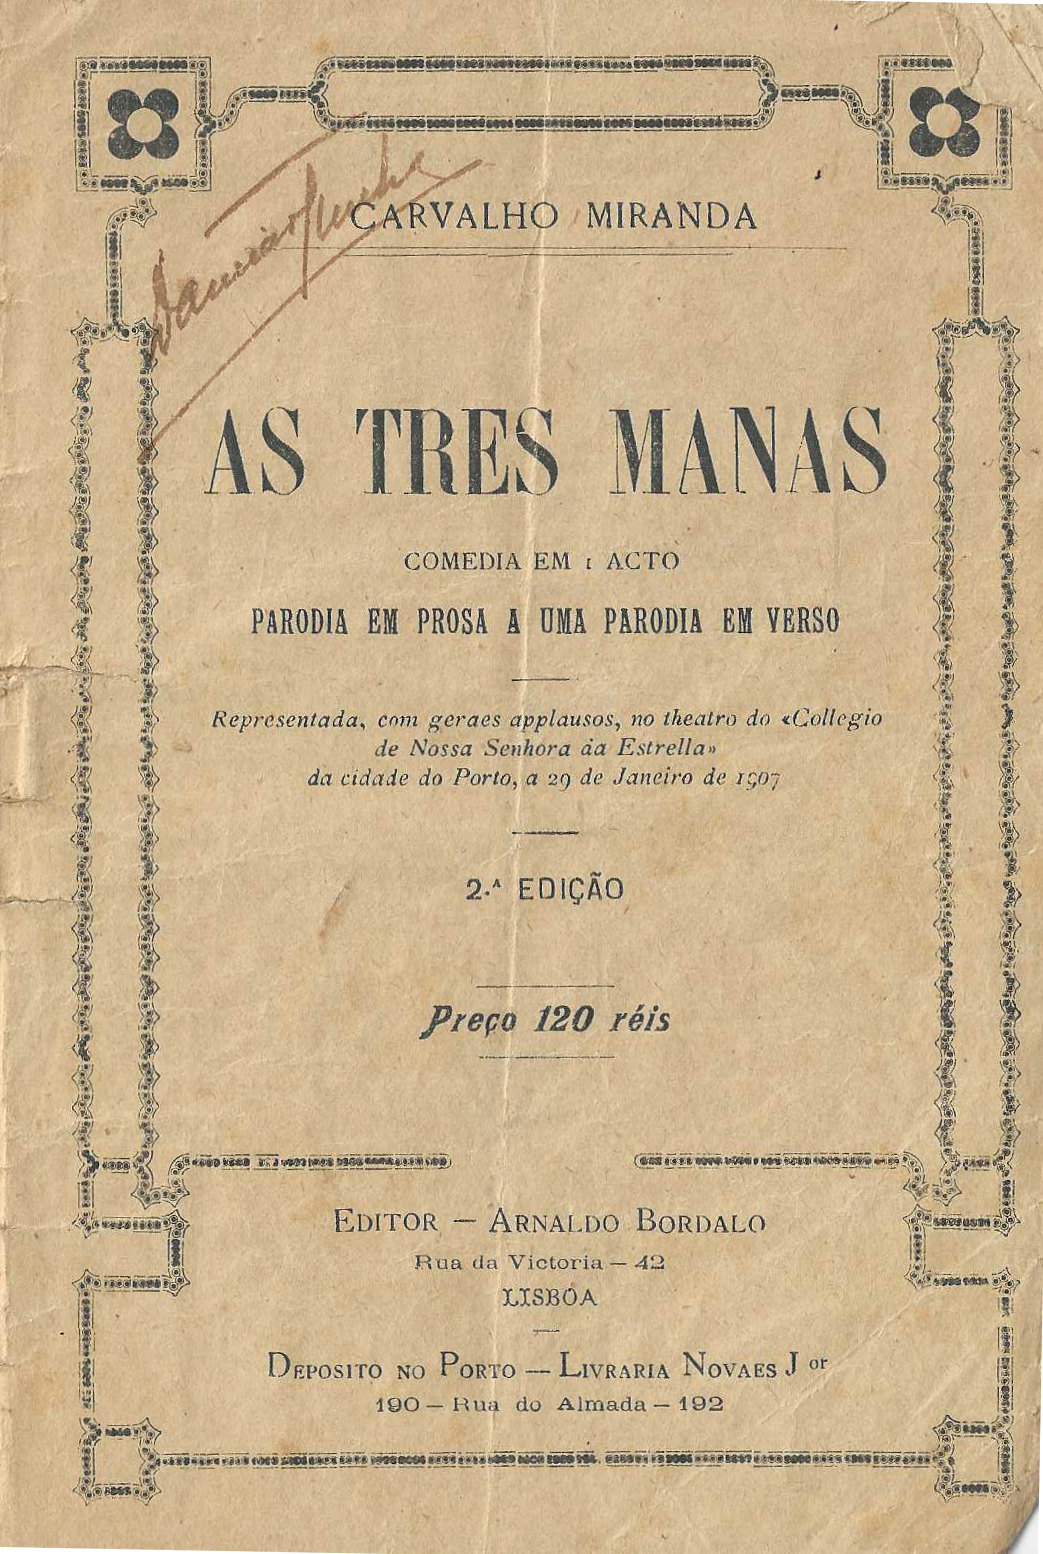 CARVALHO MIRANDA
AS TRES MANAS
COMEDIA EM 1 ACTO
PARODIA EM PROSA A UMA PARODIA EM VERSO
Representada, com geraes applausos, no theatro do «Collegio
de Nossa Senhora da Estrella»
da cidade do Porto, a 29 de Janeiro de 1907
2.ª EDIÇÃO
Preço 120 réis
EDITOR — ARNALDO BORDALO
Rua da Victoria — 42
LISBOA
DEPOSITO NO PORTO — LIVRARIA NOVAES Jor
190 — Rua do Almada — 192